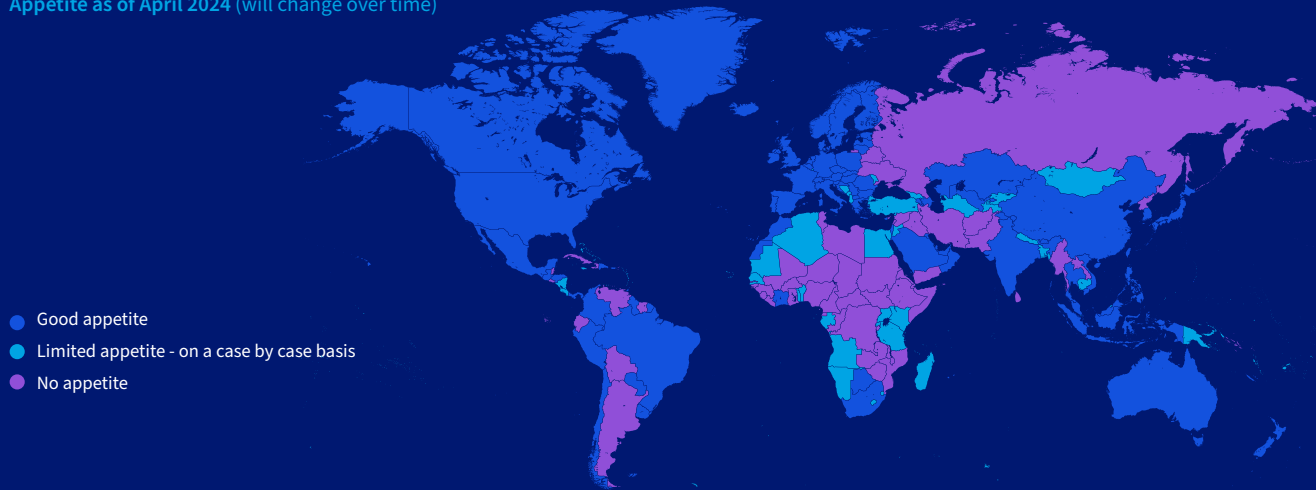 Appetite as of April 2024 (will change over time)
Good appetite
Limited appetite - on a case by case basis
No appetite